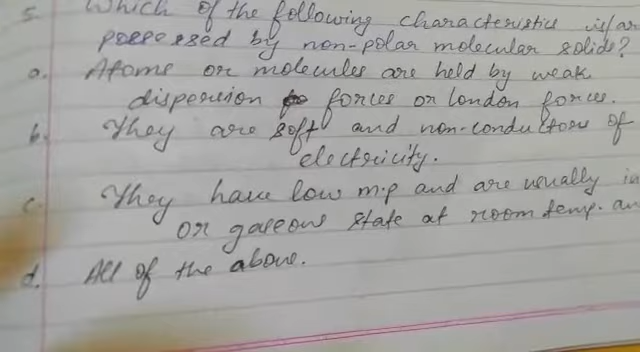 5. Which of the following characteristics is/ar
possessed by non-polar molecular solids?
a. Atoms or molecules are held by weak
dispersion forces or london forces.
b. They are soft and non-conductors of
electricity.
c. They have low m.p and are usually in
or gaseous state at room temp. an
d. All of the above.